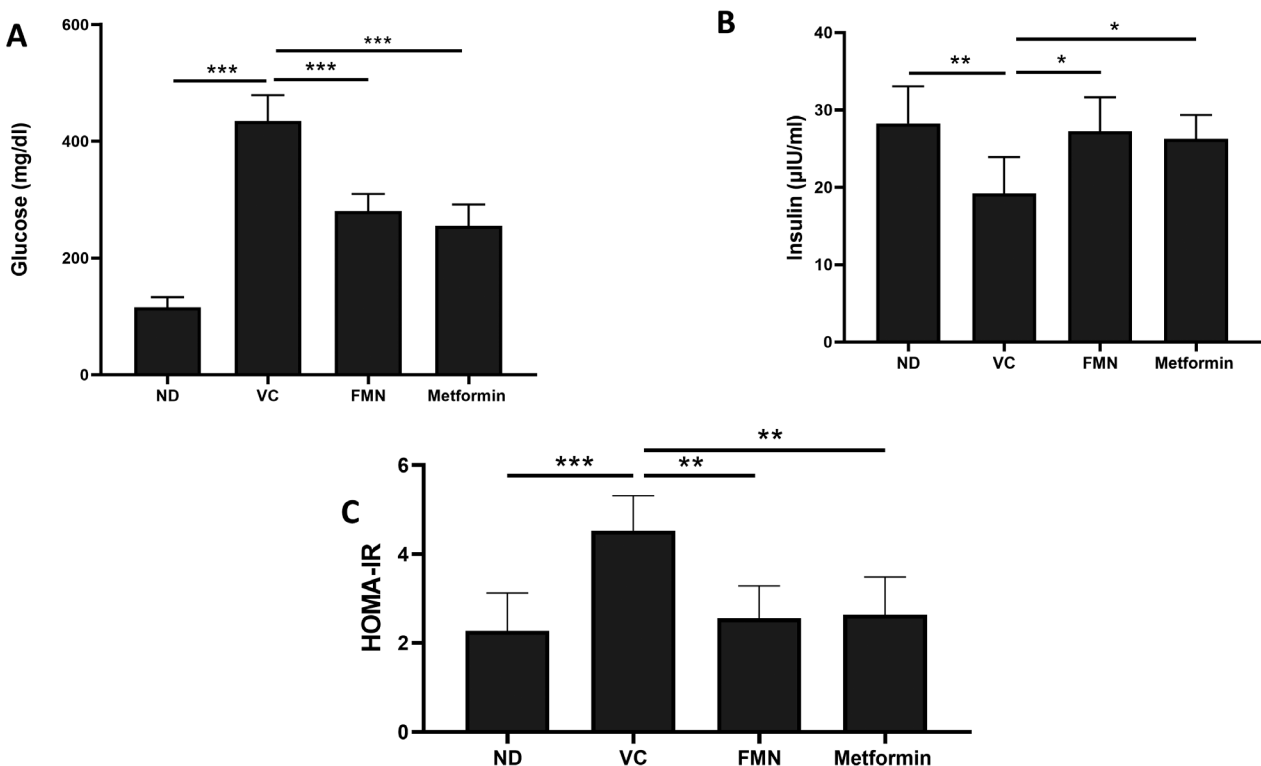 A
Glucose (mg/dl)
600
400
200
0
***
***
***
ND VC FMN Metformin
B
Insulin (µIU/ml)
40
30
20
10
0
*
**
*
ND VC FMN Metformin
C
HOMA-IR
6
4
2
0
**
***
**
ND VC FMN Metformin